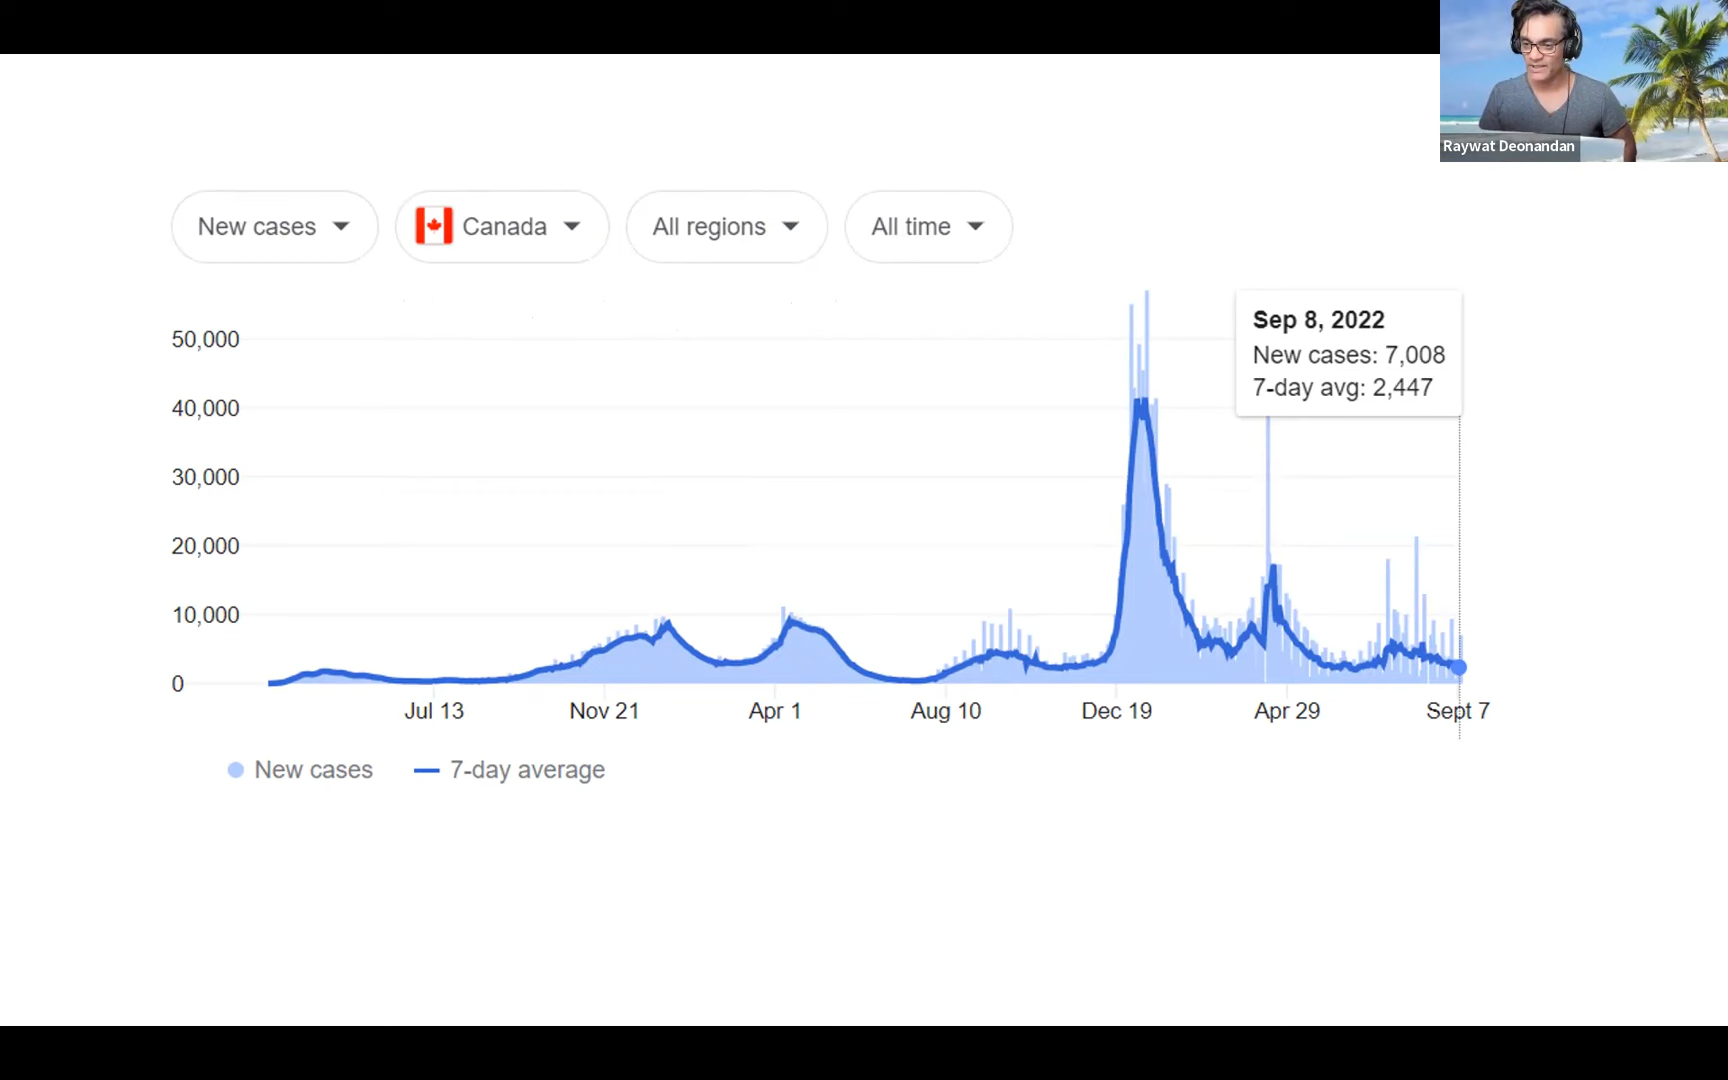 Raywat Deonandan
New cases Canada All regions All time
Sep 8, 2022
New cases: 7,008
7-day avg: 2,447
50,000
40,000
30,000
20,000
10,000
0
Jul 13 Nov 21 Apr 1 Aug 10 Dec 19 Apr 29 Sept 7
New cases 7-day average